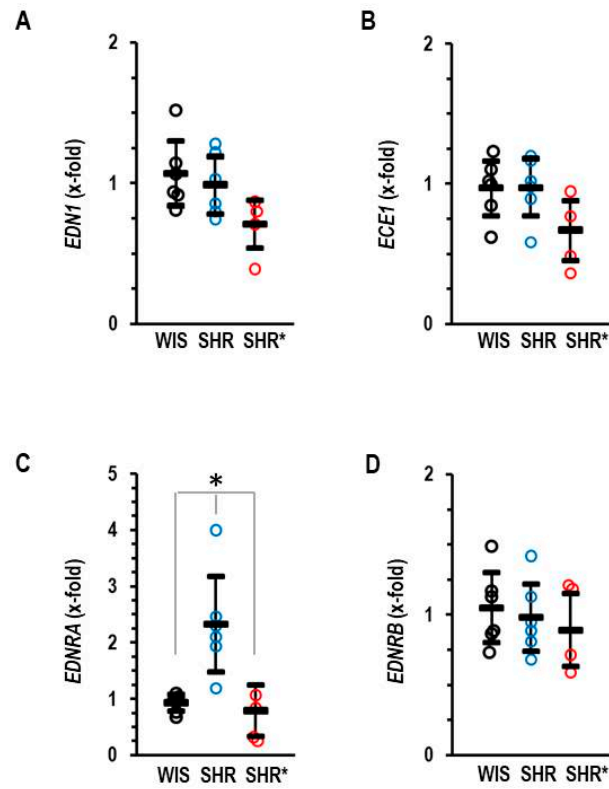 A
EDN1 (x-fold)
2
1
0
WIS SHR SHR*
B
ECE1 (x-fold)
2
1
0
WIS SHR SHR*
C
EDNRA (x-fold)
5
4
3
2
1
0
*
WIS SHR SHR*
D
EDNRB (x-fold)
2
1
0
WIS SHR SHR*